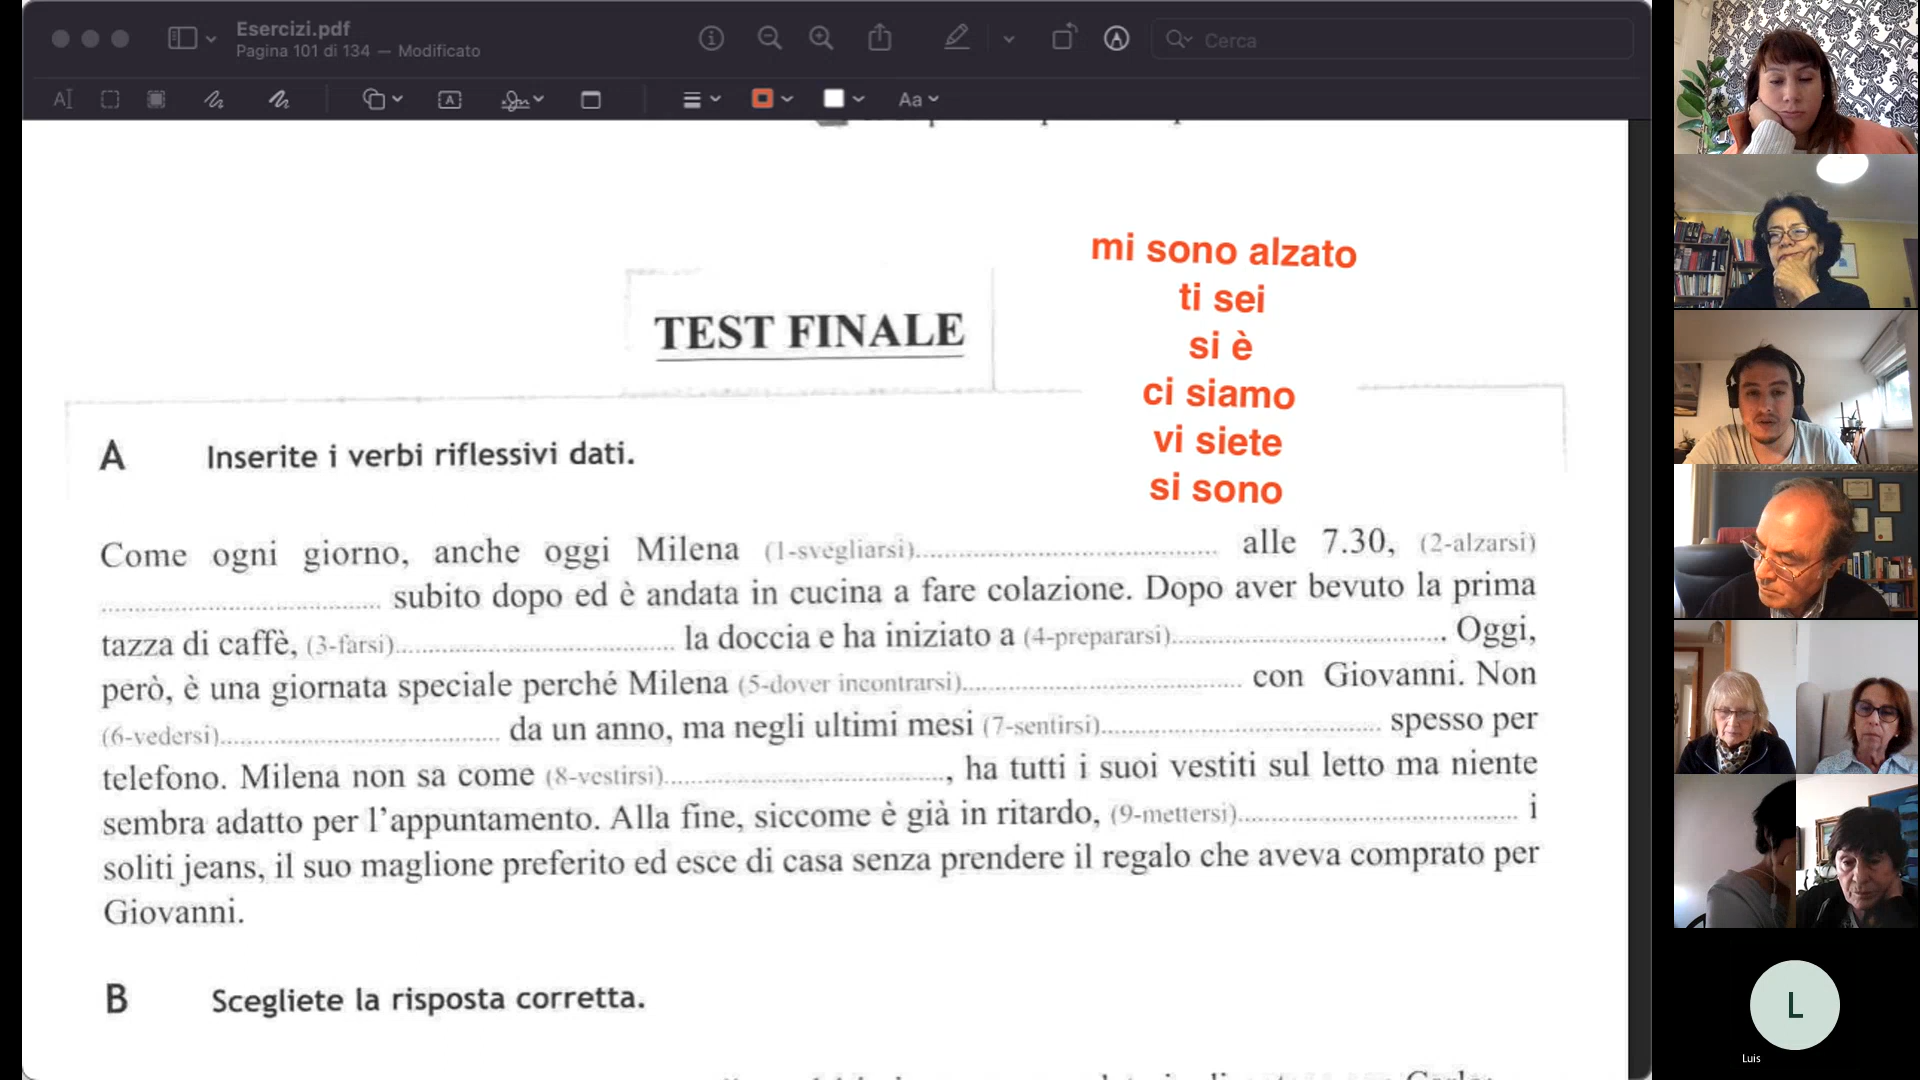 Esercizi.pdf
Pagina 101 di 134 — Modificato
Cerca
Aa
mi sono alzato
ti sei
si è
ci siamo
vi siete
si sono
TEST FINALE
A Inserite i verbi riflessivi dati.
Come ogni giorno, anche oggi Milena (1-svegliarsi)........................................ alle 7.30, (2-alzarsi)
........................................ subito dopo ed è andata in cucina a fare colazione. Dopo aver bevuto la prima
tazza di caffè, (3-farsi)........................................ la doccia e ha iniziato a (4-prepararsi)........................................ Oggi,
però, è una giornata speciale perché Milena (5-dover incontrarsi)........................................ con Giovanni. Non
(6-vedersi)........................................ da un anno, ma negli ultimi mesi (7-sentirsi)........................................ spesso per
telefono. Milena non sa come (8-vestirsi)........................................, ha tutti i suoi vestiti sul letto ma niente
sembra adatto per l'appuntamento. Alla fine, siccome è già in ritardo, (9-mettersi)........................................ i
soliti jeans, il suo maglione preferito ed esce di casa senza prendere il regalo che aveva comprato per
Giovanni.
B Scegliete la risposta corretta.
L
Luis